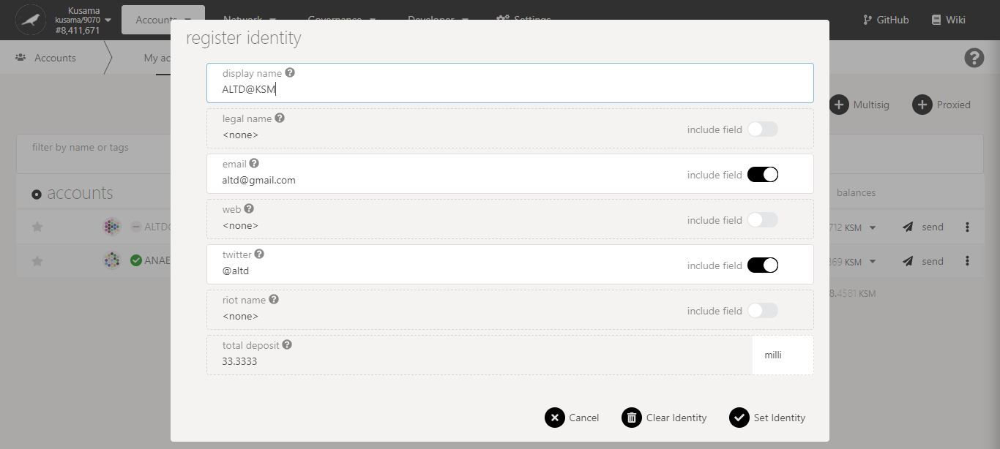 Kusama
kusama/9070
#8,411,671
Accounts
Network
Governance
Developer
Settings
GitHub
Wiki
Accounts
My ac
register identity
display name
ALTD@KSM
legal name
<none>
include field
email
altd@gmail.com
include field
web
<none>
include field
twitter
@altd
include field
riot name
<none>
include field
total deposit
33.3333
milli
Cancel
Clear Identity
Set Identity
Multisig
Proxied
filter by name or tags
accounts
balances
ALTD@
712 KSM
send
ANAE
369 KSM
send
8.4581 KSM